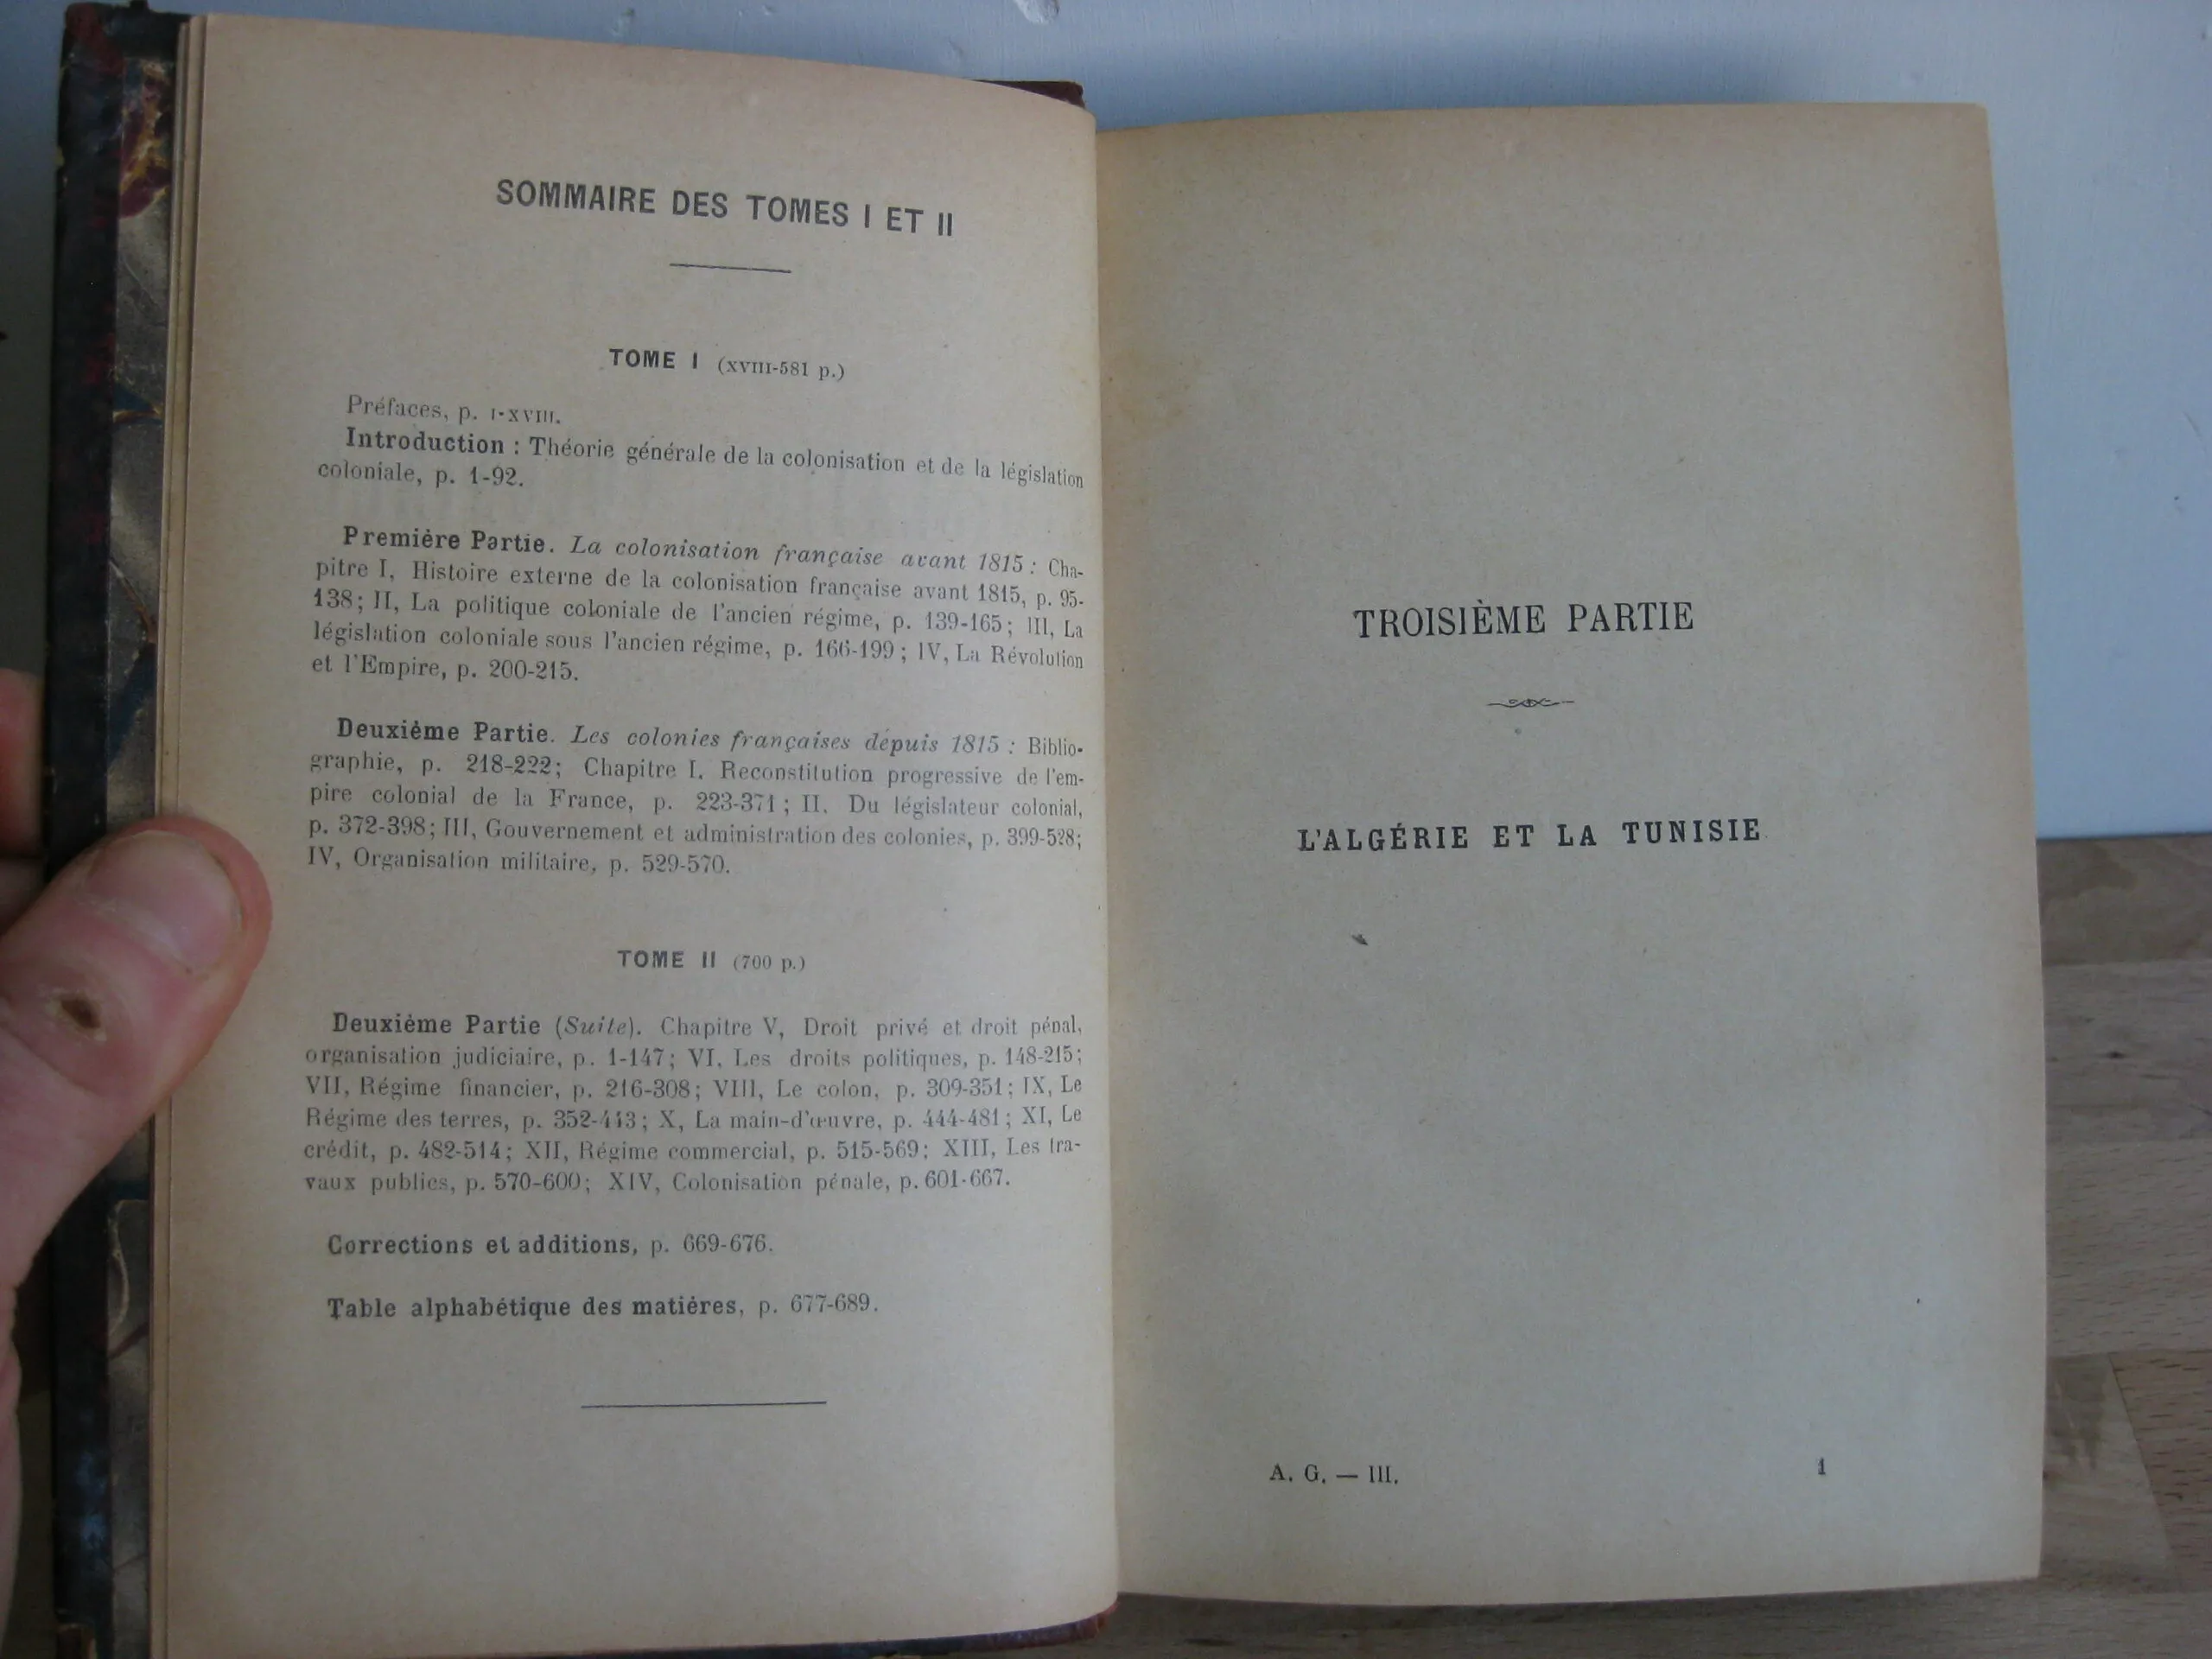 SOMMAIRE DES TOMES I ET II
TOME I (XVIII-581 p.)
Préfaces, p. I-XVIII.
Introduction : Théorie générale de la colonisation et de la législation
coloniale, p. 1-92.
Première Partie. La colonisation française avant 1815 : Cha-
pitre I, Histoire externe de la colonisation française avant 1815, p. 95-
138; II, La politique coloniale de l'ancien régime, p. 139-165; III, La
législation coloniale sous l'ancien régime, p. 166-199; IV, La Révolution
et l'Empire, p. 200-215.
Deuxième Partie. Les colonies françaises depuis 1815 : Biblio-
graphie, p. 218-222; Chapitre I. Reconstitution progressive de l'em-
pire colonial de la France, p. 223-371; II. Du législateur colonial,
p. 372-398; III, Gouvernement et administration des colonies, p. 399-528;
IV, Organisation militaire, p. 529-570.
TOME II (700 p.)
Deuxième Partie (Suite). Chapitre V, Droit privé et droit pénal,
organisation judiciaire, p. 1-147; VI, Les droits politiques, p. 148-215;
VII, Régime financier, p. 216-308; VIII, Le colon, p. 309-351; IX, Le
Régime des terres, p. 352-443; X, La main-d'œuvre, p. 444-481; XI, Le
crédit, p. 482-514; XII, Régime commercial, p. 515-569; XIII, Les tra-
vaux publics, p. 570-600; XIV, Colonisation pénale, p. 601-667.
Corrections et additions, p. 669-676.
Table alphabétique des matières, p. 677-689.
TROISIÈME PARTIE
L'ALGÉRIE ET LA TUNISIE
A. G. — III. 1